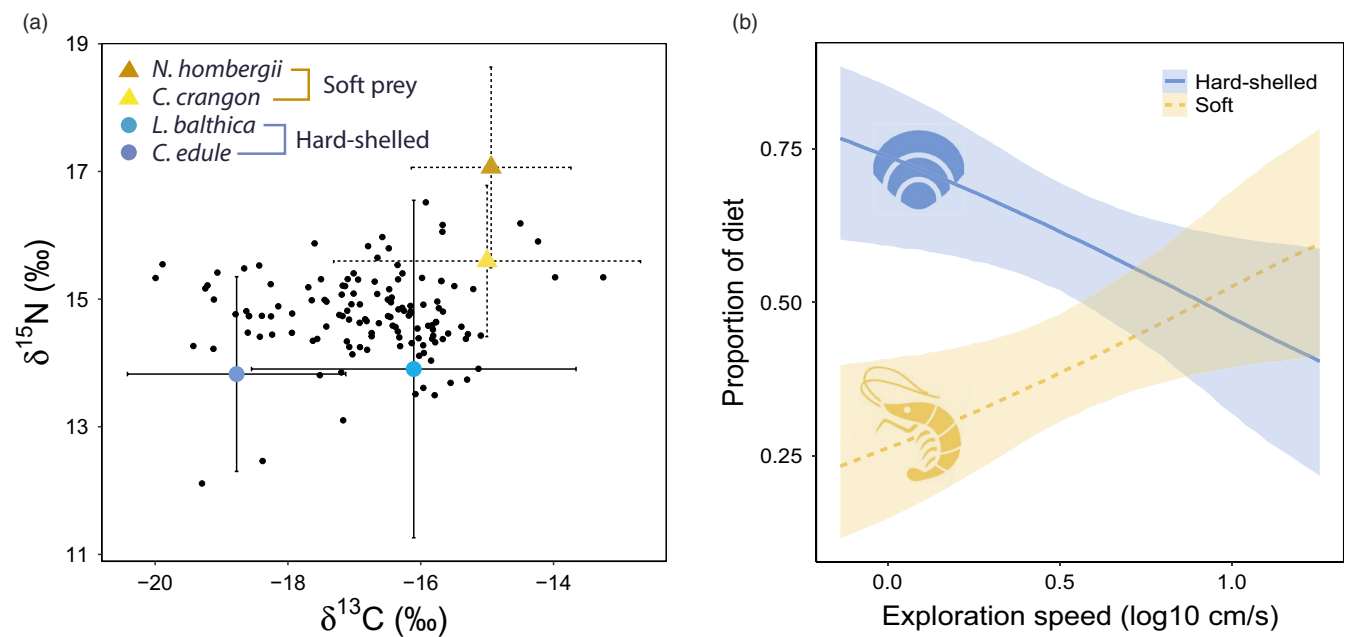 (a)
19
17
15
13
11
δ15N (‰)
N. hombergii
C. crangon
Soft prey
L. balthica
C. edule
Hard-shelled
−20
−18
−16
−14
δ13C (‰)
(b)
0.75
0.50
0.25
Proportion of diet
Hard-shelled
Soft
0.0
0.5
1.0
Exploration speed (log10 cm/s)